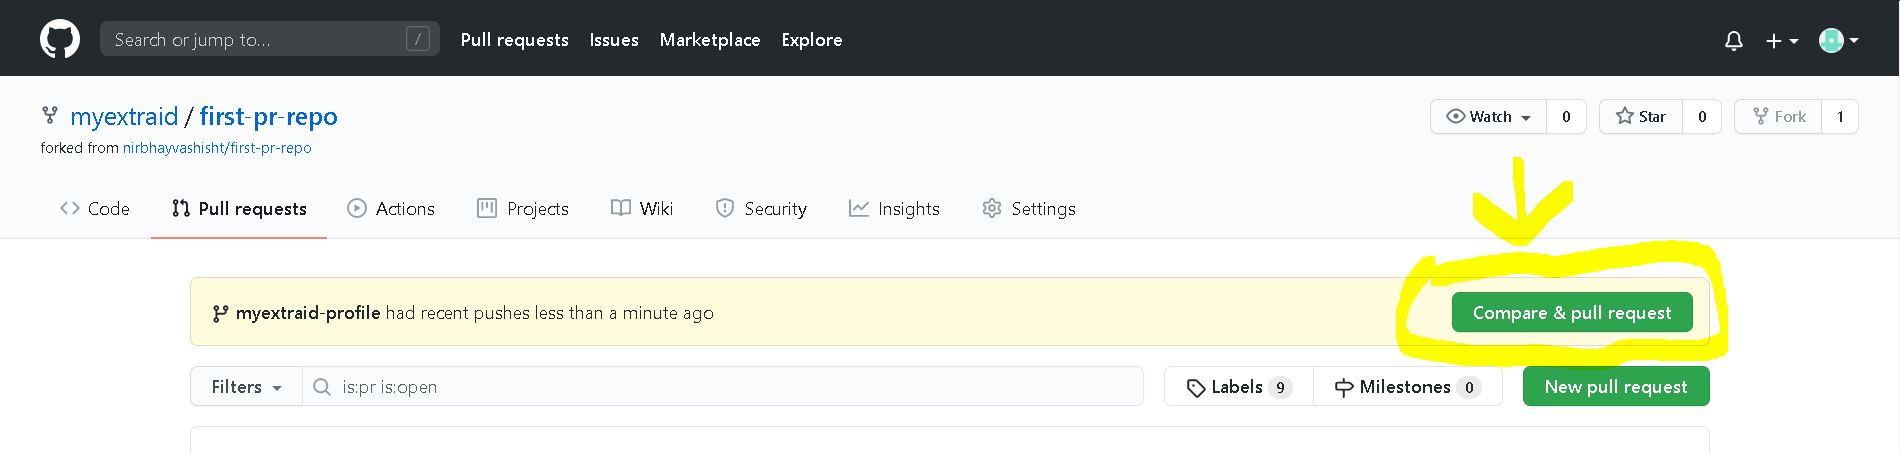 Search or jump to... / Pull requests Issues Marketplace Explore
myextraid / first-pr-repo Watch 0 Star 0 Fork 1
forked from nirbhayvashisht/first-pr-repo
Code Pull requests Actions Projects Wiki Security Insights Settings
myextraid-profile had recent pushes less than a minute ago Compare & pull request
Filters is:pr is:open Labels 9 Milestones 0 New pull request